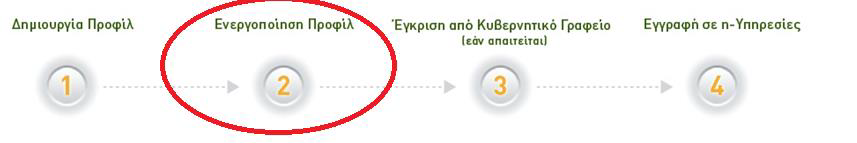 Δημιουργία Προφίλ
Ενεργοποίηση Προφίλ
Έγκριση από Κυβερνητικό Γραφείο
(εάν απαιτείται)
Εγγραφή σε η-Υπηρεσίες
1
2
3
4